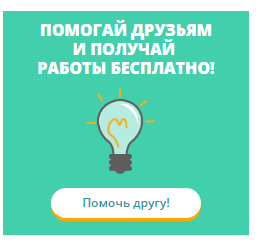 ПОМОГАЙ ДРУЗЬЯМ
И ПОЛУЧАЙ
РАБОТЫ БЕСПЛАТНО!
Помочь другу!